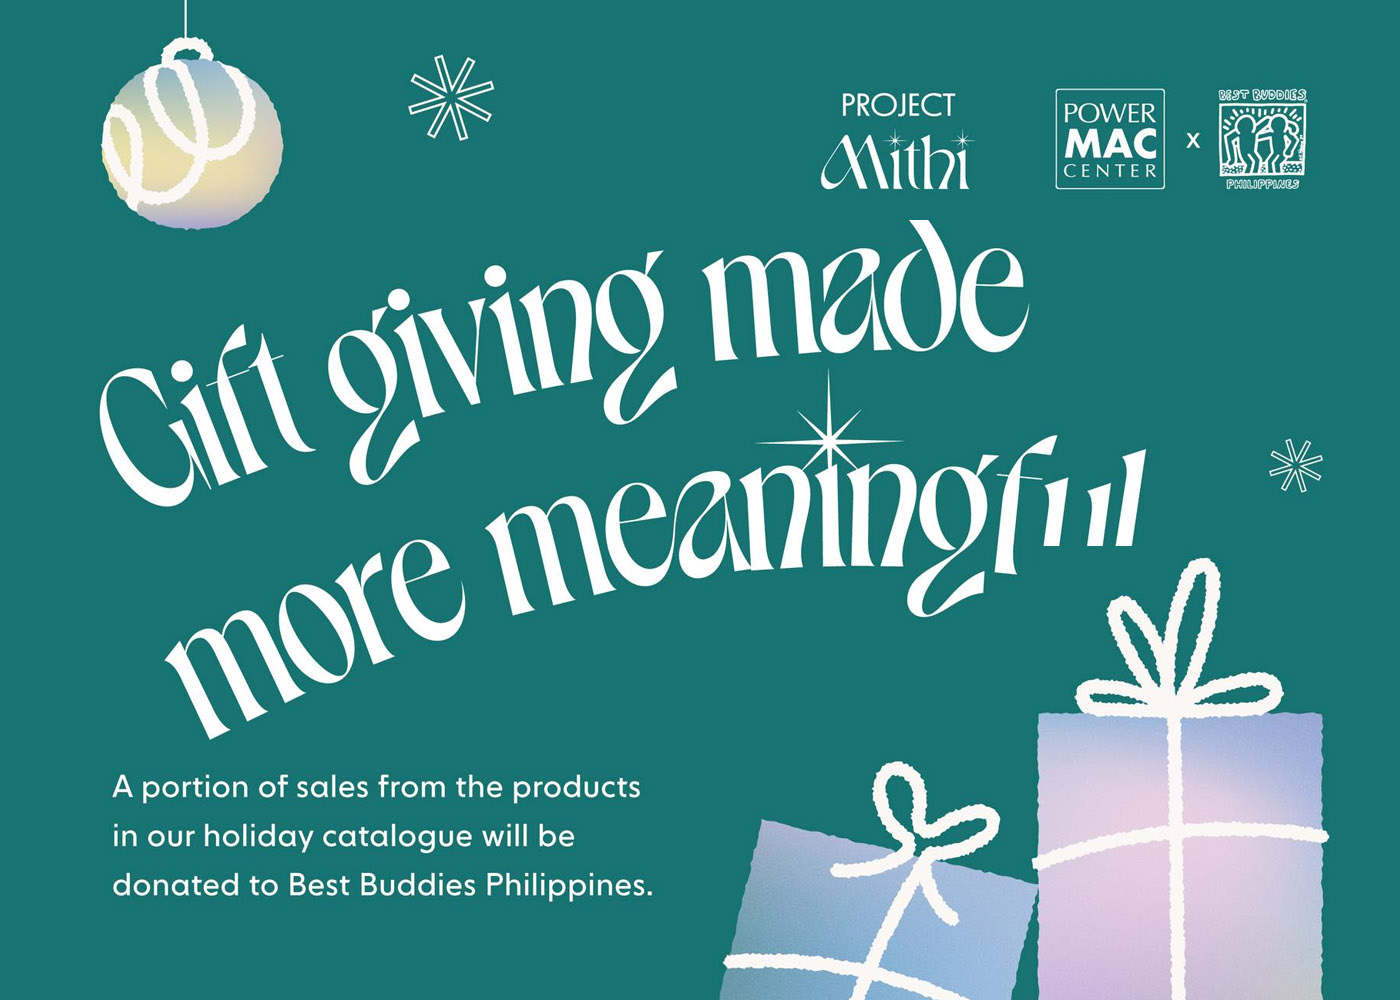 PROJECT
Mithi
POWER
MAC
CENTER
x
BEST BUDDIES
PHILIPPINES
Gift giving made
more meaningful
A portion of sales from the products
in our holiday catalogue will be
donated to Best Buddies Philippines.